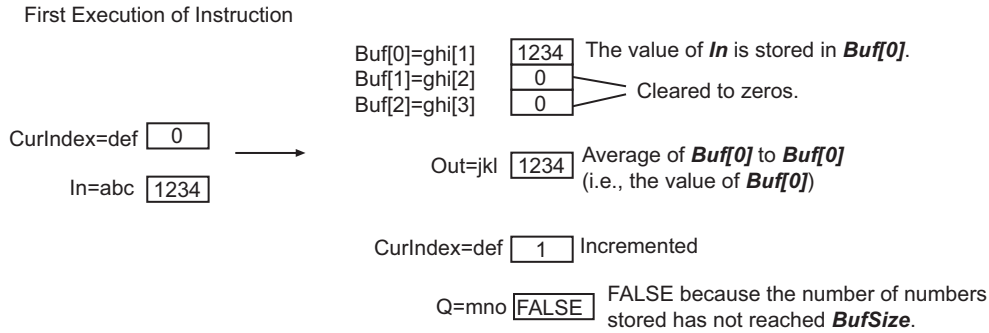 First Execution of Instruction
Buf[0]=ghi[1] 1234 The value of In is stored in Buf[0].
Buf[1]=ghi[2] 0
Buf[2]=ghi[3] 0
Cleared to zeros.
CurIndex=def 0
In=abc 1234
Out=jkl 1234 Average of Buf[0] to Buf[0]
(i.e., the value of Buf[0])
CurIndex=def 1 Incremented
Q=mno FALSE FALSE because the number of numbers
stored has not reached BufSize.